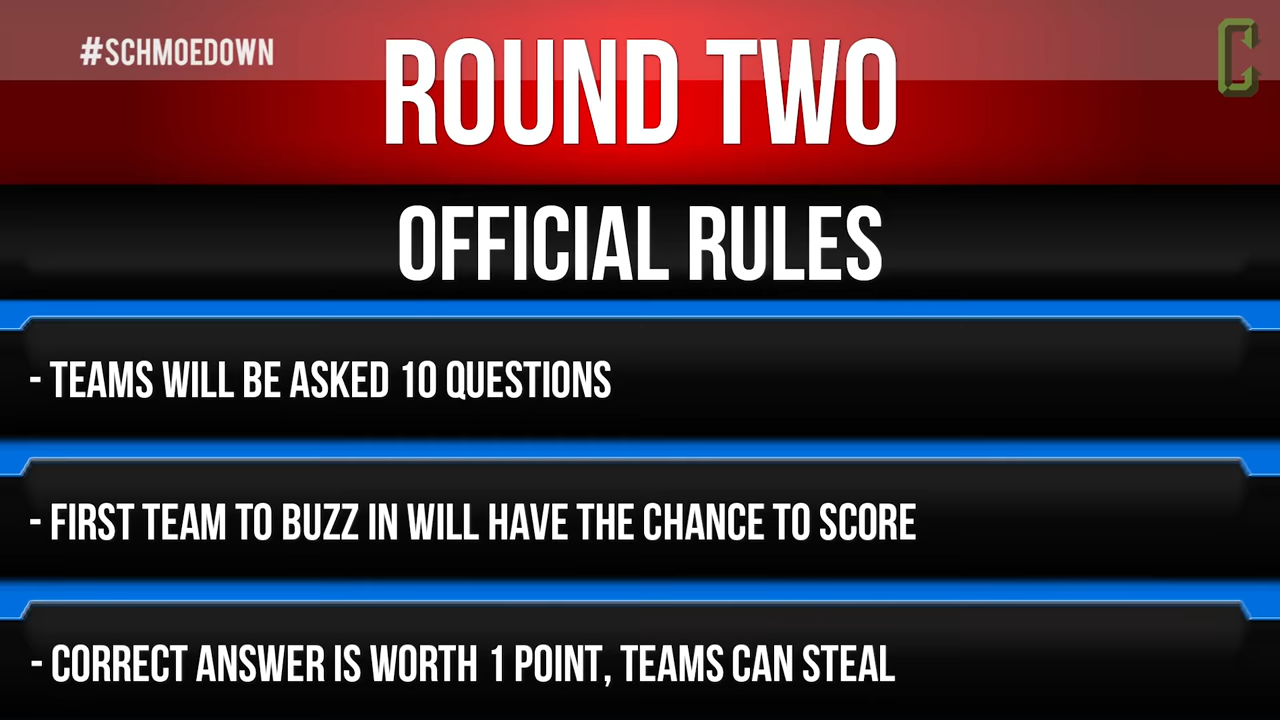 #SCHMOEDOWN
ROUND TWO
OFFICIAL RULES
- TEAMS WILL BE ASKED 10 QUESTIONS
- FIRST TEAM TO BUZZ IN WILL HAVE THE CHANCE TO SCORE
- CORRECT ANSWER IS WORTH 1 POINT, TEAMS CAN STEAL